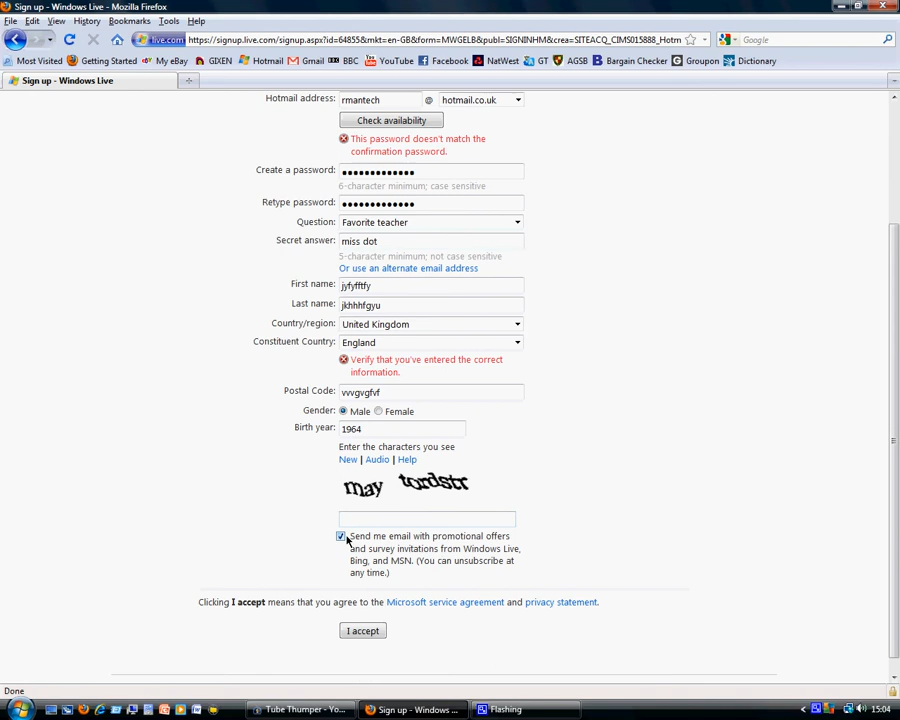 Sign up - Windows Live - Mozilla Firefox
File Edit View History Bookmarks Tools Help
live.com https://signup.live.com/signup.aspx?id=64855&mkt=en-GB&form=MWGELB&publ=SIGNINHM&crea=SITEACQ_CIMS015888_Hotm Google
Most Visited Getting Started My eBay GIXEN Hotmail Gmail BBC YouTube Facebook NatWest GT AGSB Bargain Checker Groupon Dictionary
Sign up - Windows Live
Hotmail address: rmantech @ hotmail.co.uk
Check availability
This password doesn't match the
confirmation password.
Create a password: •••••••••••••
6-character minimum; case sensitive
Retype password: •••••••••••••
Question: Favorite teacher
Secret answer: miss dot
5-character minimum; not case sensitive
Or use an alternate email address
First name: jyfyfftfy
Last name: jkhhhfgyu
Country/region: United Kingdom
Constituent Country: England
Verify that you've entered the correct
information.
Postal Code: vvvgvgfvf
Gender: Male Female
Birth year: 1964
Enter the characters you see
New | Audio | Help
may tordstr
Send me email with promotional offers
and survey invitations from Windows Live,
Bing, and MSN. (You can unsubscribe at
any time.)
Clicking I accept means that you agree to the Microsoft service agreement and privacy statement.
I accept
Done
Tube Thumper - Yo... Sign up - Windows ... Flashing 15:04